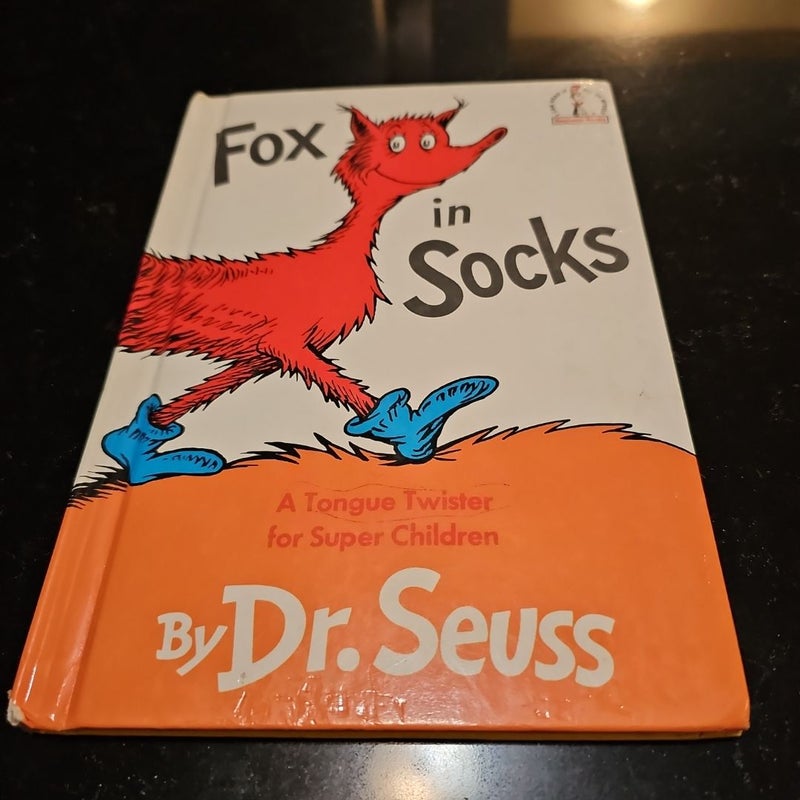 Fox
in
Socks
A Tongue Twister
for Super Children
By Dr. Seuss